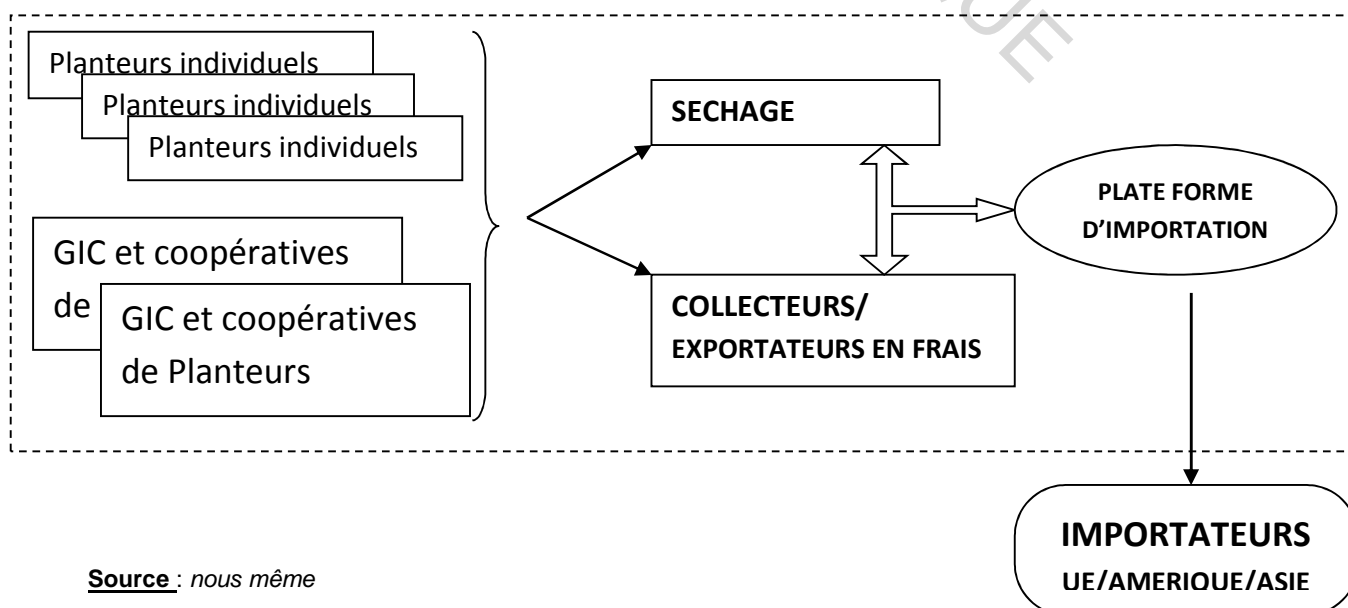 Planteurs individuels
Planteurs individuels
Planteurs individuels
GIC et coopératives
de
GIC et coopératives
de Planteurs
SECHAGE
COLLECTEURS/
EXPORTATEURS EN FRAIS
PLATE FORME
D’IMPORTATION
IMPORTATEURS
UE/AMERIQUE/ASIE
Source : nous même